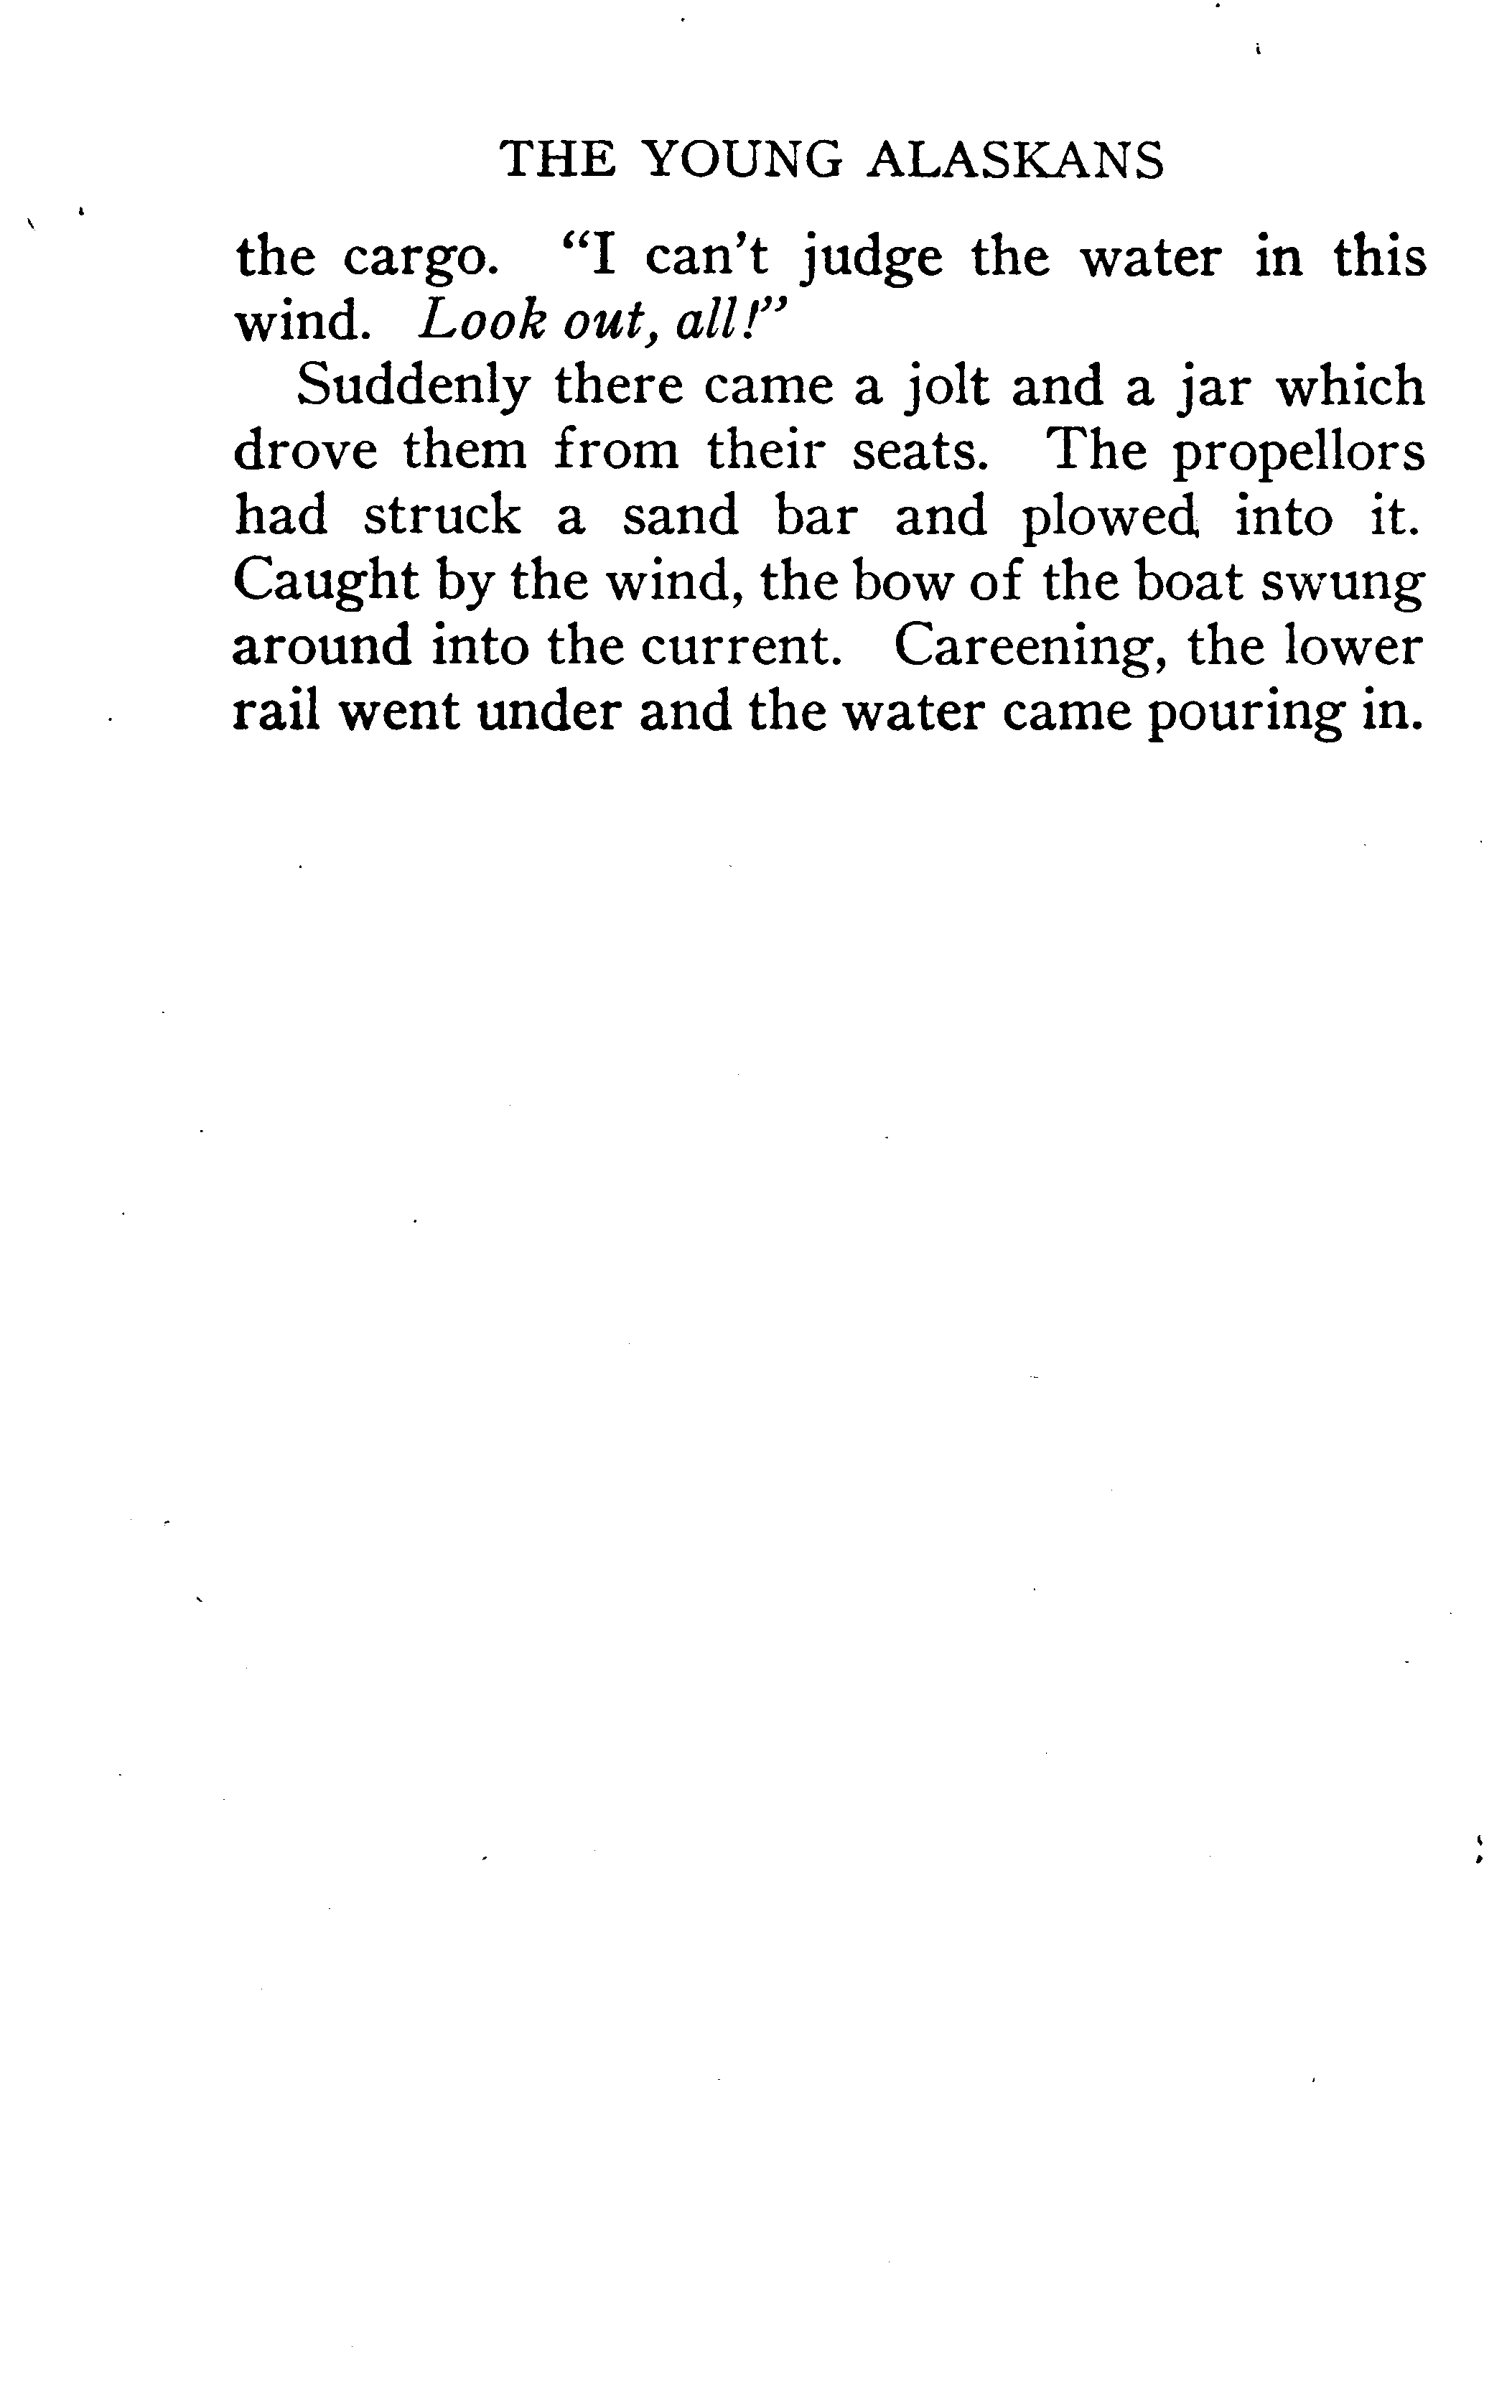 THE YOUNG ALASKANS
the cargo. “I can’t judge the water in this
wind. Look out, all!”
Suddenly there came a jolt and a jar which
drove them from their seats. The propellors
had struck a sand bar and plowed into it.
Caught by the wind, the bow of the boat swung
around into the current. Careening, the lower
rail went under and the water came pouring in.